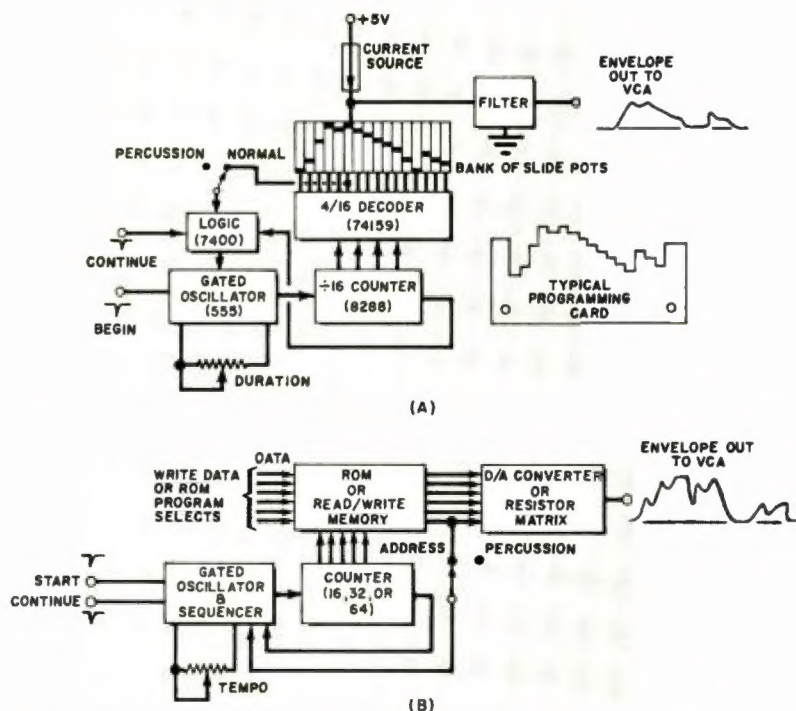 +5V
CURRENT
SOURCE
ENVELOPE
OUT TO
VCA
FILTER
PERCUSSION
NORMAL
BANK OF SLIDE POTS
4/16 DECODER
(74159)
LOGIC
(7400)
CONTINUE
GATED
OSCILLATOR
(555)
÷16 COUNTER
(8288)
TYPICAL
PROGRAMMING
CARD
BEGIN
DURATION
(A)
DATA
WRITE DATA
OR ROM
PROGRAM
SELECTS
ROM
OR
READ/WRITE
MEMORY
D/A CONVERTER
OR
RESISTOR
MATRIX
ENVELOPE OUT
TO VCA
ADDRESS
PERCUSSION
START
CONTINUE
GATED
OSCILLATOR
&
SEQUENCER
COUNTER
(16, 32, OR
64)
TEMPO
(B)